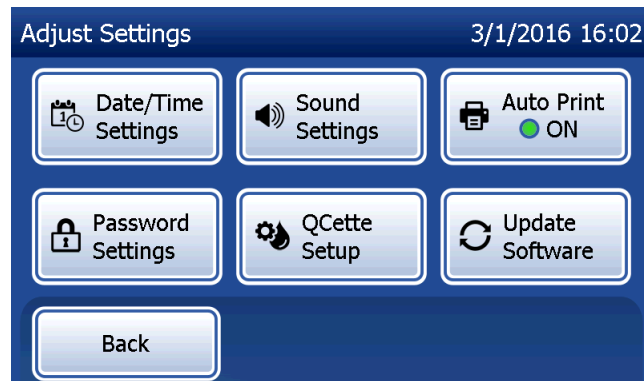 Adjust Settings 3/1/2016 16:02
Date/Time
Settings
Sound
Settings
Auto Print
ON
Password
Settings
QCette
Setup
Update
Software
Back